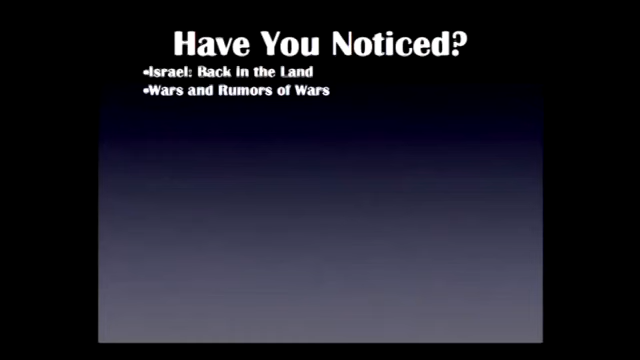 Have You Noticed?
•Israel: Back in the Land
•Wars and Rumors of Wars